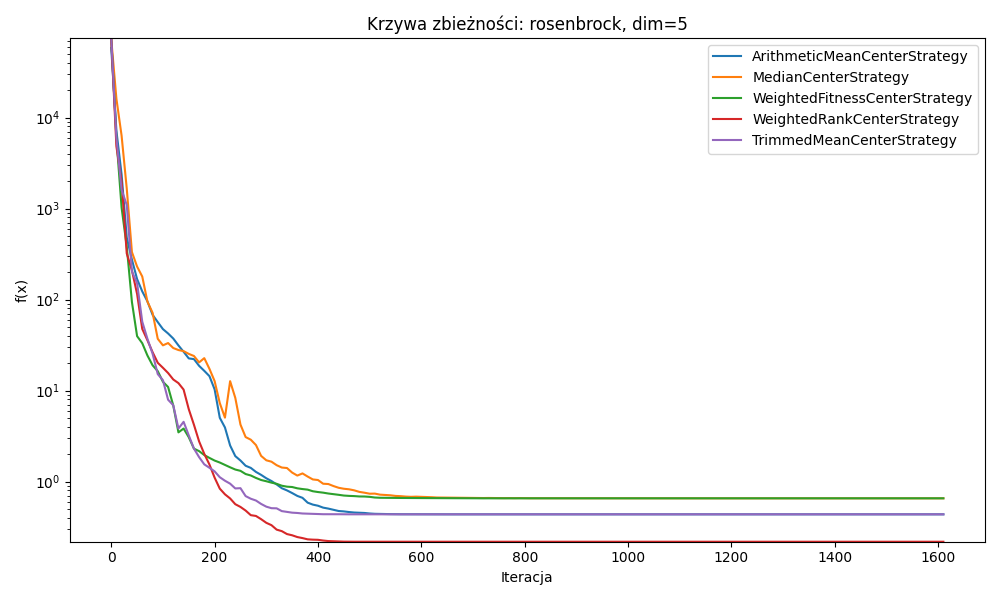 Krzywa zbieżności: rosenbrock, dim=5
ArithmeticMeanCenterStrategy
MedianCenterStrategy
WeightedFitnessCenterStrategy
WeightedRankCenterStrategy
TrimmedMeanCenterStrategy
f(x)
10⁴
10³
10²
10¹
10⁰
0 200 400 600 800 1000 1200 1400 1600
Iteracja